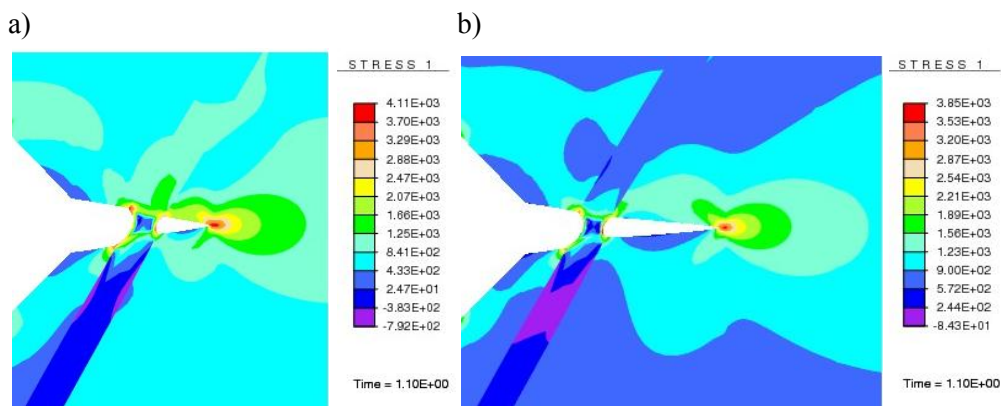 a)
STRESS 1
4.11E+03
3.70E+03
3.29E+03
2.88E+03
2.47E+03
2.07E+03
1.66E+03
1.25E+03
8.41E+02
4.33E+02
2.47E+01
-3.83E+02
-7.92E+02
Time = 1.10E+00
b)
STRESS 1
3.85E+03
3.53E+03
3.20E+03
2.87E+03
2.54E+03
2.21E+03
1.89E+03
1.56E+03
1.23E+03
9.00E+02
5.72E+02
2.44E+02
-8.43E+01
Time = 1.10E+00